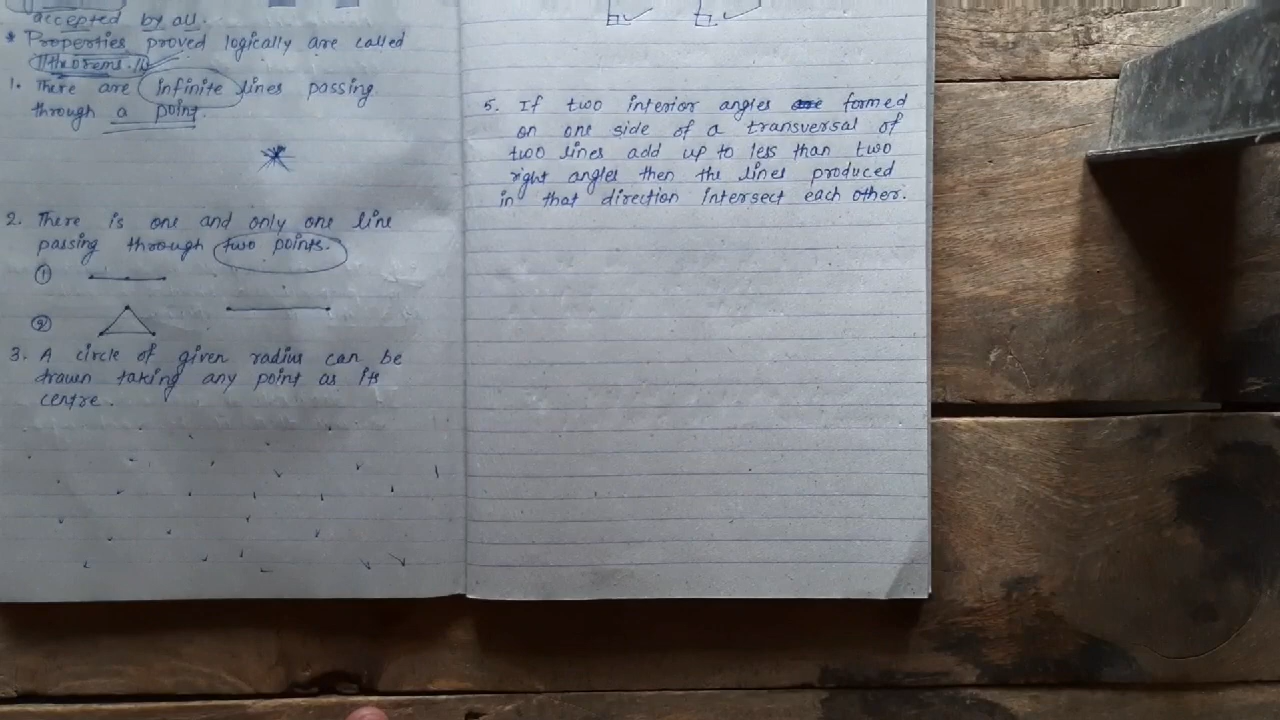 accepted by all.
* Properties proved logically are called
Theorems.
1. There are infinite lines passing
through a point.
2. There is one and only one line
passing through two points.
①
②
3. A circle of given radius can be
drawn taking any point as its
centre.
5. If two interior angles formed
on one side of a transversal of
two lines add up to less than two
right angles then the lines produced
in that direction intersect each other.